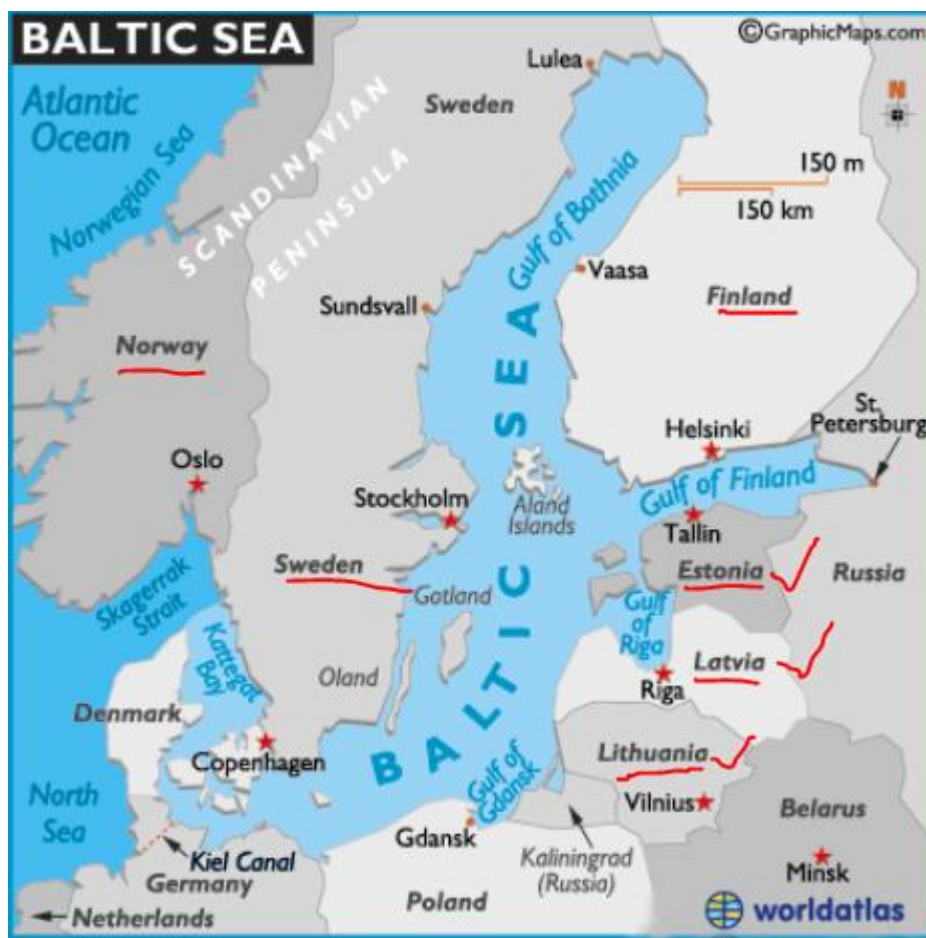 BALTIC SEA
©GraphicMaps.com
Atlantic
Ocean
Norwegian Sea
SCANDINAVIAN
PENINSULA
Lulea
Sweden
N
150 m
150 km
Gulf of Bothnia
Vaasa
Sundsvall
Finland
Norway
BALTIC SEA
St.
Petersburg
Helsinki
Oslo
Gulf of Finland
Stockholm
Aland
Islands
Tallin
Sweden
Estonia
Russia
Gotland
Skagerrak
Strait
Gulf
of
Riga
Kattegat
Bay
Latvia
Oland
Riga
Denmark
Lithuania
Copenhagen
Gulf of
Gdansk
North
Sea
Vilnius
Belarus
Gdansk
Kiel Canal
Kaliningrad
(Russia)
Minsk
Germany
Poland
Netherlands
worldatlas